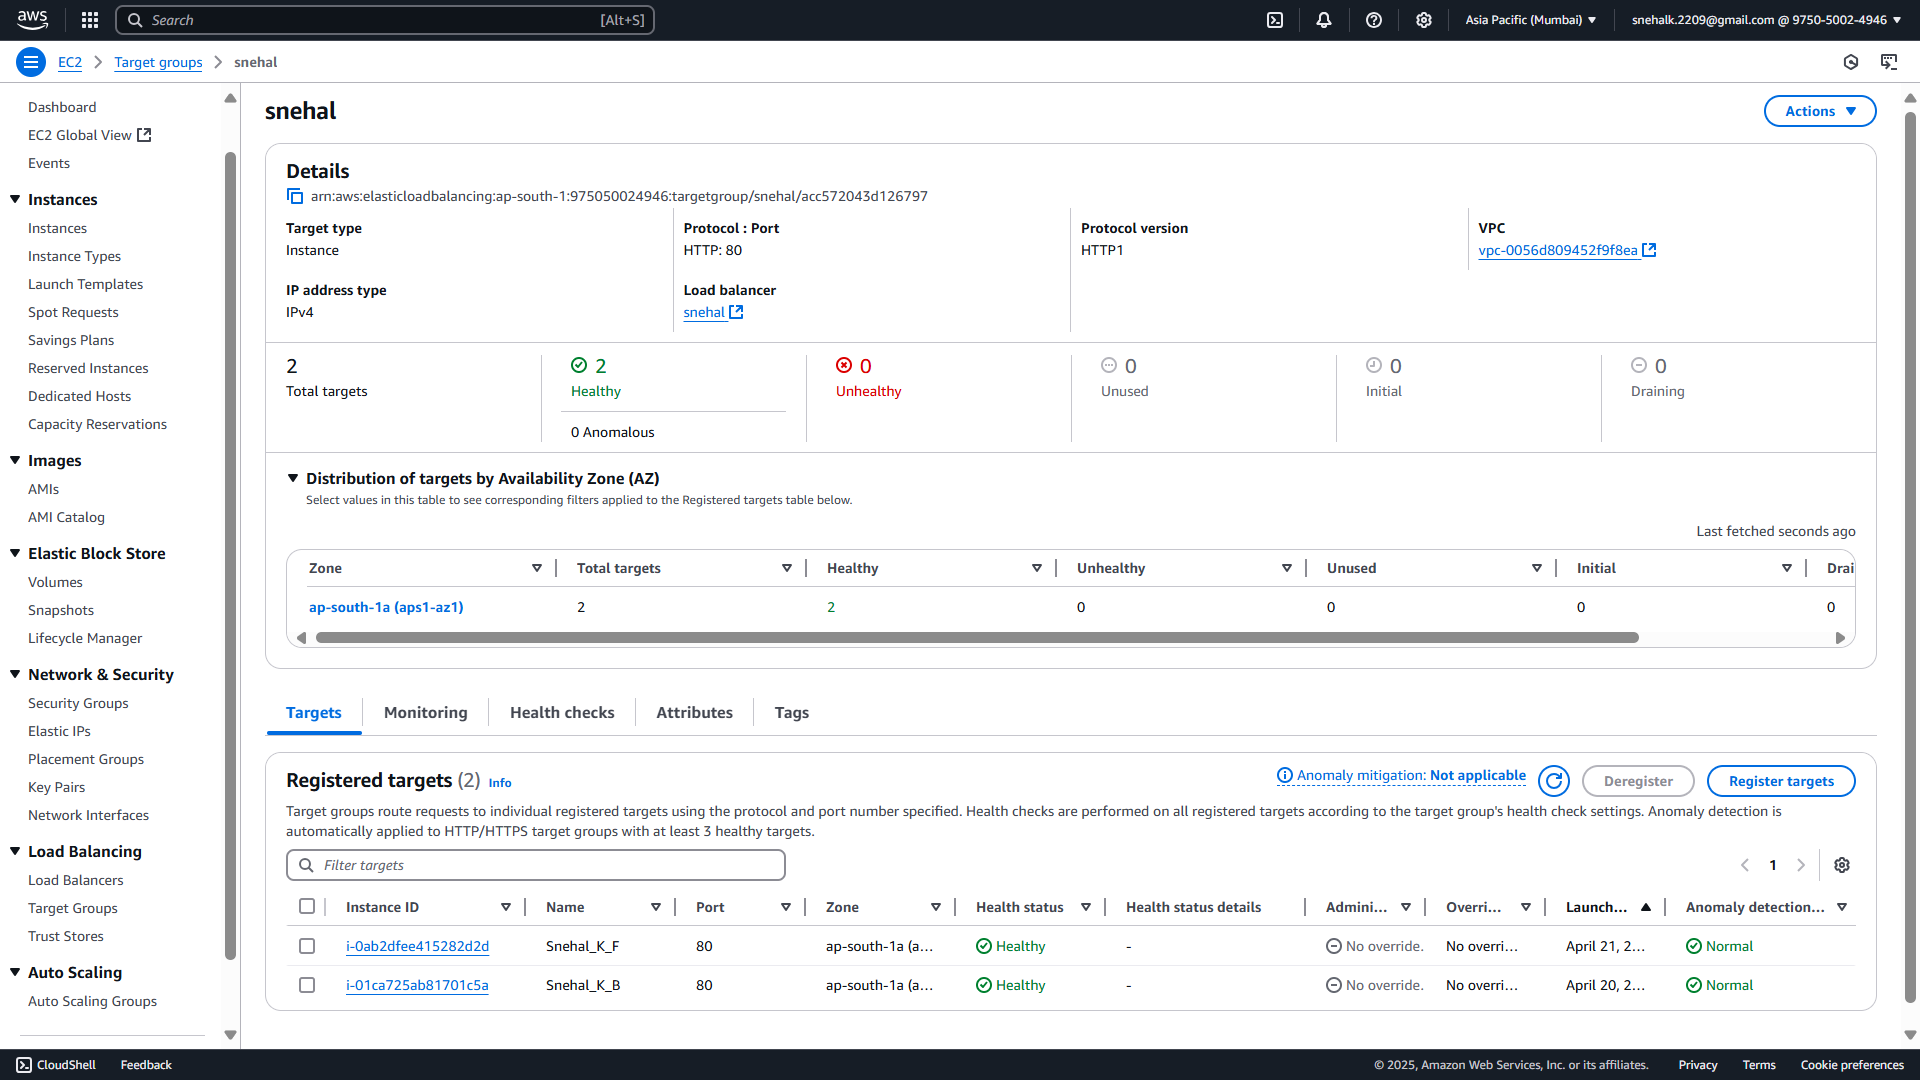 aws
Search [Alt+S]
Asia Pacific (Mumbai)
snehalk.2209@gmail.com @ 9750-5002-4946
EC2
Target groups
snehal
Dashboard
EC2 Global View
Events
Instances
Instances
Instance Types
Launch Templates
Spot Requests
Savings Plans
Reserved Instances
Dedicated Hosts
Capacity Reservations
Images
AMIs
AMI Catalog
Elastic Block Store
Volumes
Snapshots
Lifecycle Manager
Network & Security
Security Groups
Elastic IPs
Placement Groups
Key Pairs
Network Interfaces
Load Balancing
Load Balancers
Target Groups
Trust Stores
Auto Scaling
Auto Scaling Groups
snehal
Actions
Details
arn:aws:elasticloadbalancing:ap-south-1:975050024946:targetgroup/snehal/acc572043d126797
Target type
Instance
Protocol : Port
HTTP: 80
Protocol version
HTTP1
VPC
vpc-0056d809452f9f8ea
IP address type
IPv4
Load balancer
snehal
2
Total targets
2
Healthy
0 Anomalous
0
Unhealthy
0
Unused
0
Initial
0
Draining
Distribution of targets by Availability Zone (AZ)
Select values in this table to see corresponding filters applied to the Registered targets table below.
Last fetched seconds ago
Zone Total targets Healthy Unhealthy Unused Initial Drai
ap-south-1a (aps1-az1) 2 2 0 0 0 0
Targets Monitoring Health checks Attributes Tags
Registered targets (2) Info
Anomaly mitigation: Not applicable
Deregister
Register targets
Target groups route requests to individual registered targets using the protocol and port number specified. Health checks are performed on all registered targets according to the target group's health check settings. Anomaly detection is
automatically applied to HTTP/HTTPS target groups with at least 3 healthy targets.
Filter targets
1
Instance ID Name Port Zone Health status Health status details Admini... Overri... Launch... Anomaly detection...
i-0ab2dfee415282d2d Snehal_K_F 80 ap-south-1a (a... Healthy - No override. No overri... April 21, 2... Normal
i-01ca725ab81701c5a Snehal_K_B 80 ap-south-1a (a... Healthy - No override. No overri... April 20, 2... Normal
CloudShell Feedback
© 2025, Amazon Web Services, Inc. or its affiliates. Privacy Terms Cookie preferences